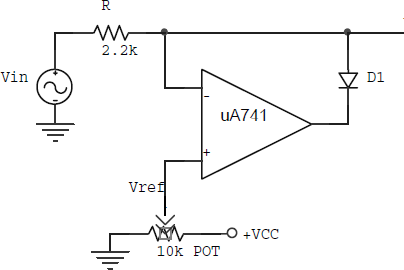 R
2.2k
Vin
D1
-
uA741
+
Vref
+VCC
10k POT